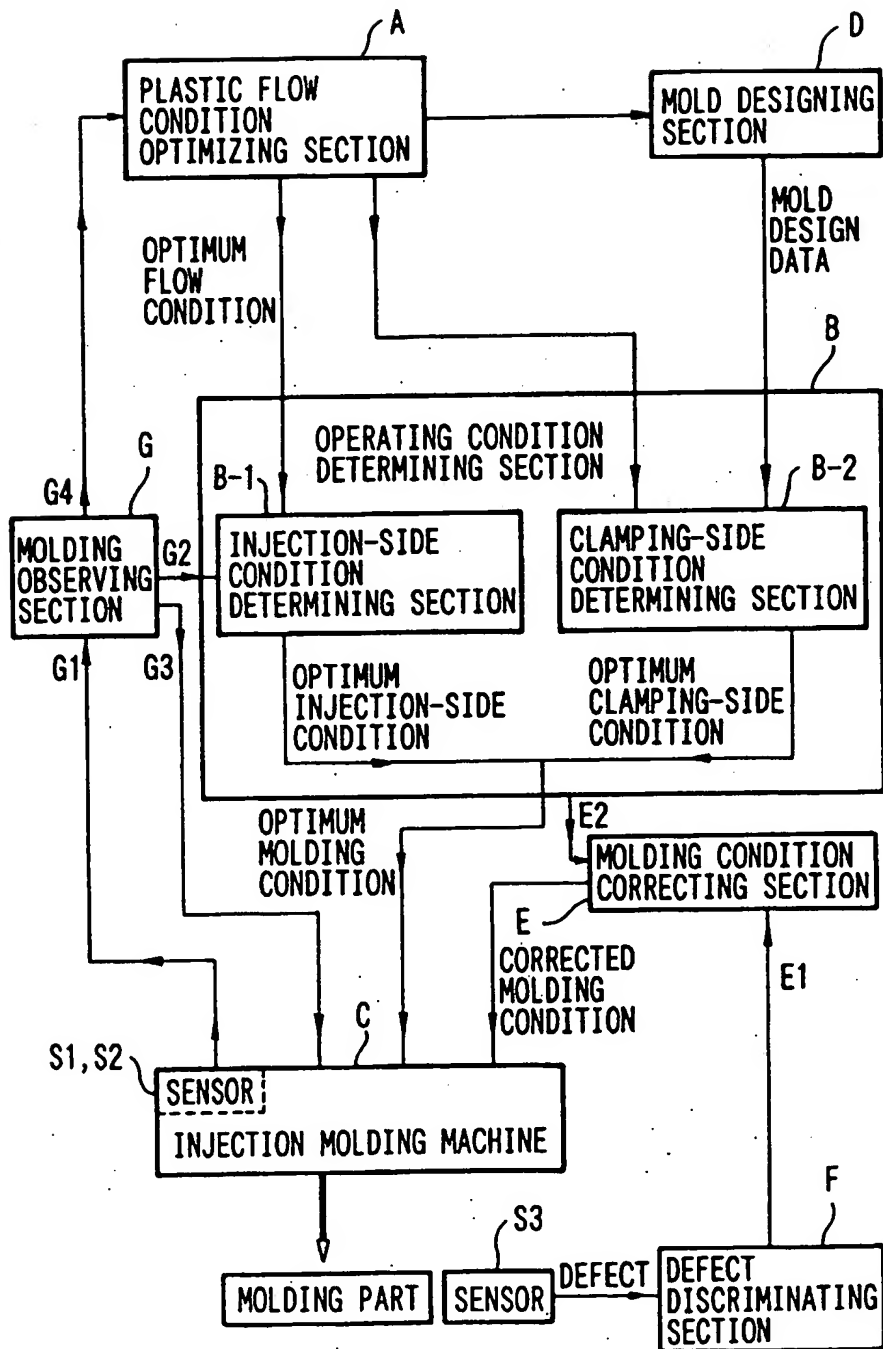 A
D
PLASTIC FLOW
CONDITION
OPTIMIZING SECTION
MOLD DESIGNING
SECTION
OPTIMUM
FLOW
CONDITION
MOLD
DESIGN
DATA
B
OPERATING CONDITION
DETERMINING SECTION
G
G4
B-1
B-2
MOLDING
OBSERVING
SECTION
G2
INJECTION-SIDE
CONDITION
DETERMINING SECTION
CLAMPING-SIDE
CONDITION
DETERMINING SECTION
G1
G3
OPTIMUM
INJECTION-SIDE
CONDITION
OPTIMUM
CLAMPING-SIDE
CONDITION
OPTIMUM
MOLDING
CONDITION
E2
MOLDING CONDITION
CORRECTING SECTION
E
CORRECTED
MOLDING
CONDITION
E1
C
S1,S2
SENSOR
INJECTION MOLDING MACHINE
S3
F
MOLDING PART
SENSOR
DEFECT
DEFECT
DISCRIMINATING
SECTION